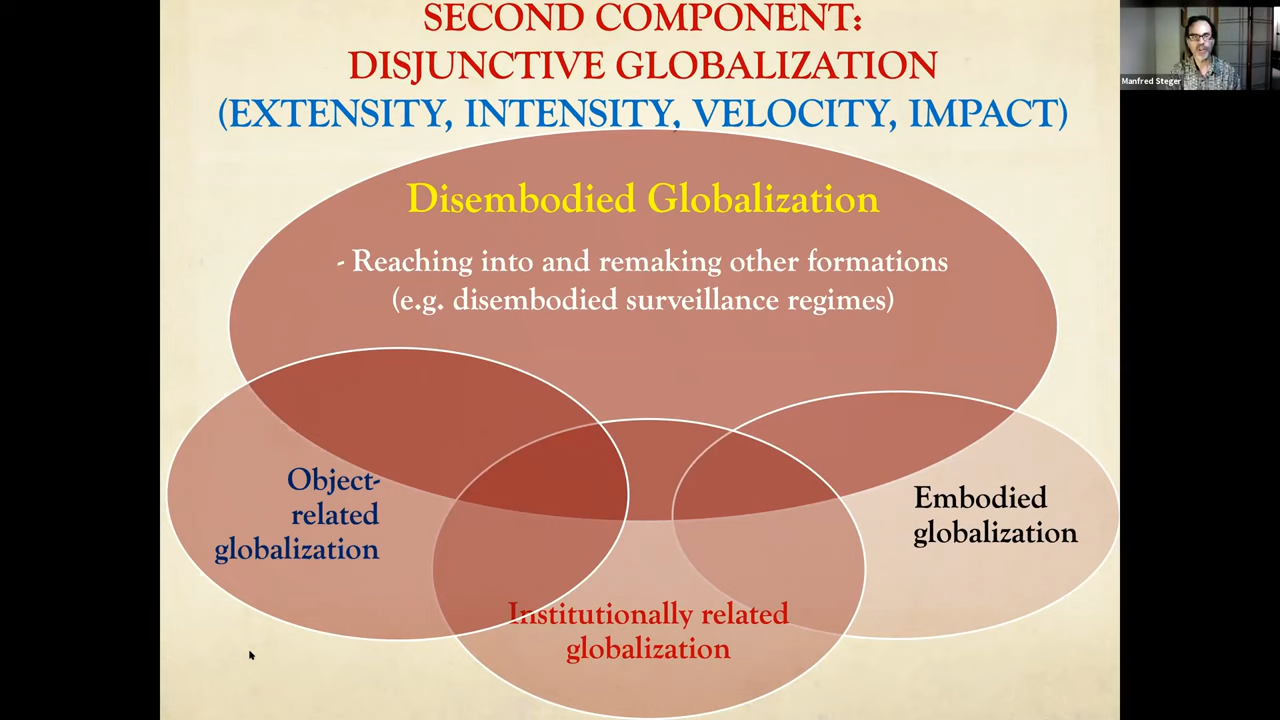 SECOND COMPONENT:
DISJUNCTIVE GLOBALIZATION
(EXTENSITY, INTENSITY, VELOCITY, IMPACT)
Manfred Steger
Disembodied Globalization
- Reaching into and remaking other formations
(e.g. disembodied surveillance regimes)
Object-
related
globalization
Embodied
globalization
Institutionally related
globalization